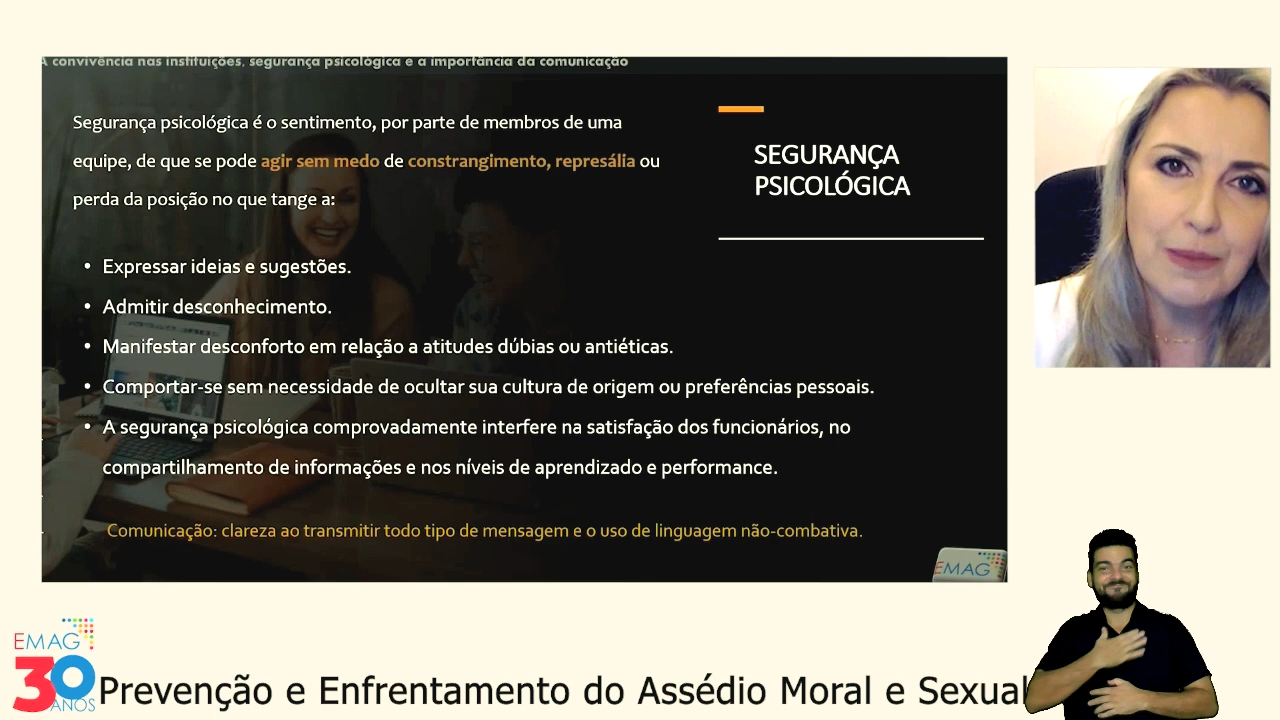 A convivência nas instituições, segurança psicológica e a importância da comunicação
Segurança psicológica é o sentimento, por parte de membros de uma
equipe, de que se pode agir sem medo de constrangimento, represália ou
perda da posição no que tange a:
SEGURANÇA
PSICOLÓGICA
• Expressar ideias e sugestões.
• Admitir desconhecimento.
• Manifestar desconforto em relação a atitudes dúbias ou antiéticas.
• Comportar-se sem necessidade de ocultar sua cultura de origem ou preferências pessoais.
• A segurança psicológica comprovadamente interfere na satisfação dos funcionários, no
compartilhamento de informações e nos níveis de aprendizado e performance.
Comunicação: clareza ao transmitir todo tipo de mensagem e o uso de linguagem não-combativa.
EMAG
EMAG
30
ANOS
Prevenção e Enfrentamento do Assédio Moral e Sexual